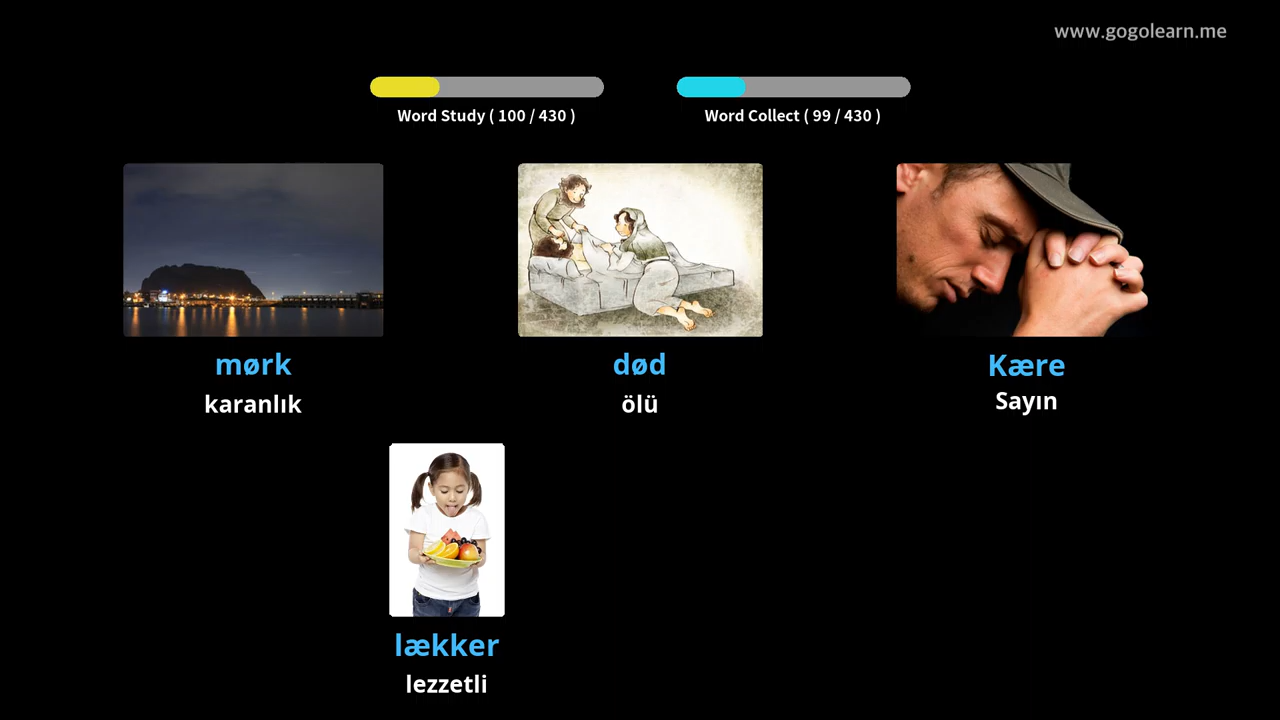 www.gogolearn.me
Word Study ( 100 / 430 )
Word Collect ( 99 / 430 )
mørk
karanlık
død
ölü
Kære
Sayın
lækker
lezzetli